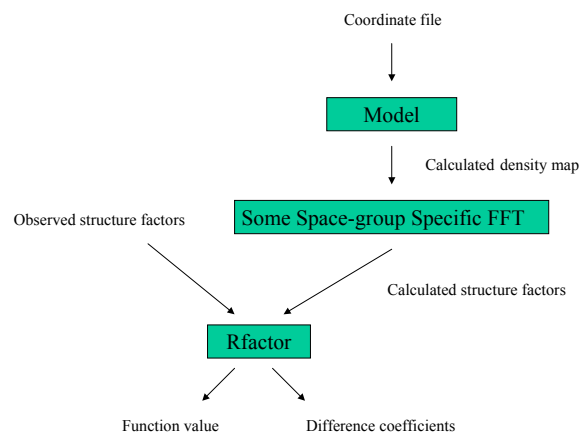 Coordinate file
Model
Calculated density map
Some Space-group Specific FFT
Observed structure factors
Calculated structure factors
Rfactor
Function value
Difference coefficients